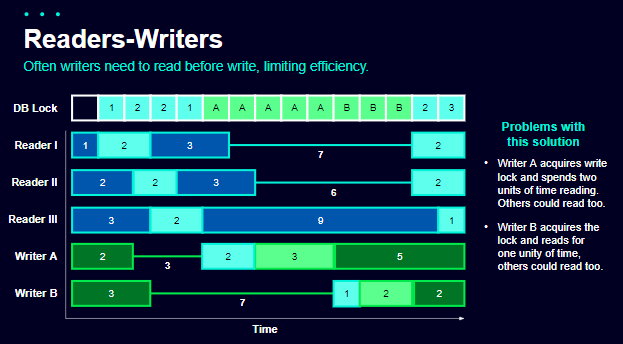 Readers-Writers
Often writers need to read before write, limiting efficiency.
DB Lock 1 2 2 1 A A A A A B B B 2 3
Reader I 1 2 3 7 2
Reader II 2 2 3 6 2
Reader III 3 2 9 1
Writer A 2 3 2 3 5
Writer B 3 7 1 2 2
Time
Problems with
this solution
• Writer A acquires write
lock and spends two
units of time reading.
Others could read too.
• Writer B acquires the
lock and reads for
one unity of time,
others could read too.